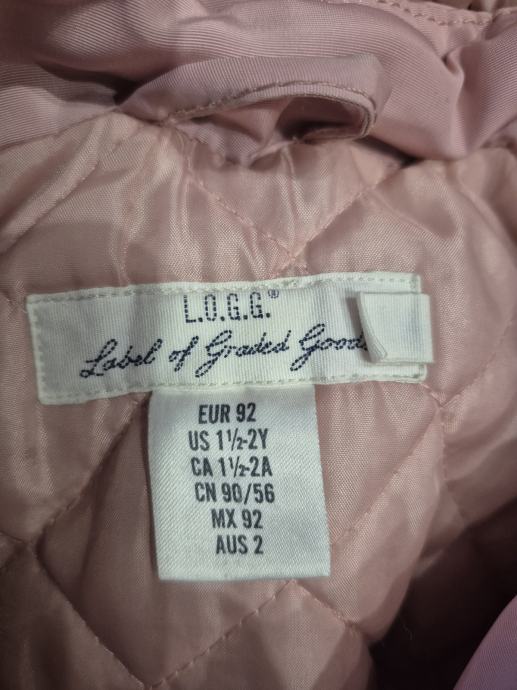 L.O.G.G.®
Label of Graded Goods
EUR 92
US 1½-2Y
CA 1½-2A
CN 90/56
MX 92
AUS 2